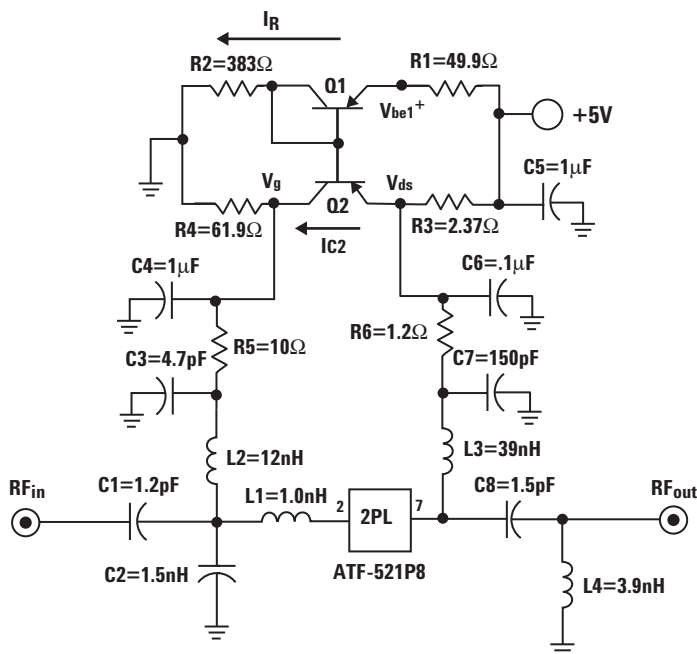 IR
R2=383Ω
Q1
R1=49.9Ω
Vbe1+
+5V
C5=1µF
Vg
Vds
Q2
R4=61.9Ω
IC2
R3=2.37Ω
C4=1µF
C6=.1µF
R5=10Ω
R6=1.2Ω
C3=4.7pF
C7=150pF
L2=12nH
L3=39nH
RFin
C1=1.2pF
L1=1.0nH
2
2PL
7
C8=1.5pF
RFout
C2=1.5nH
ATF-521P8
L4=3.9nH